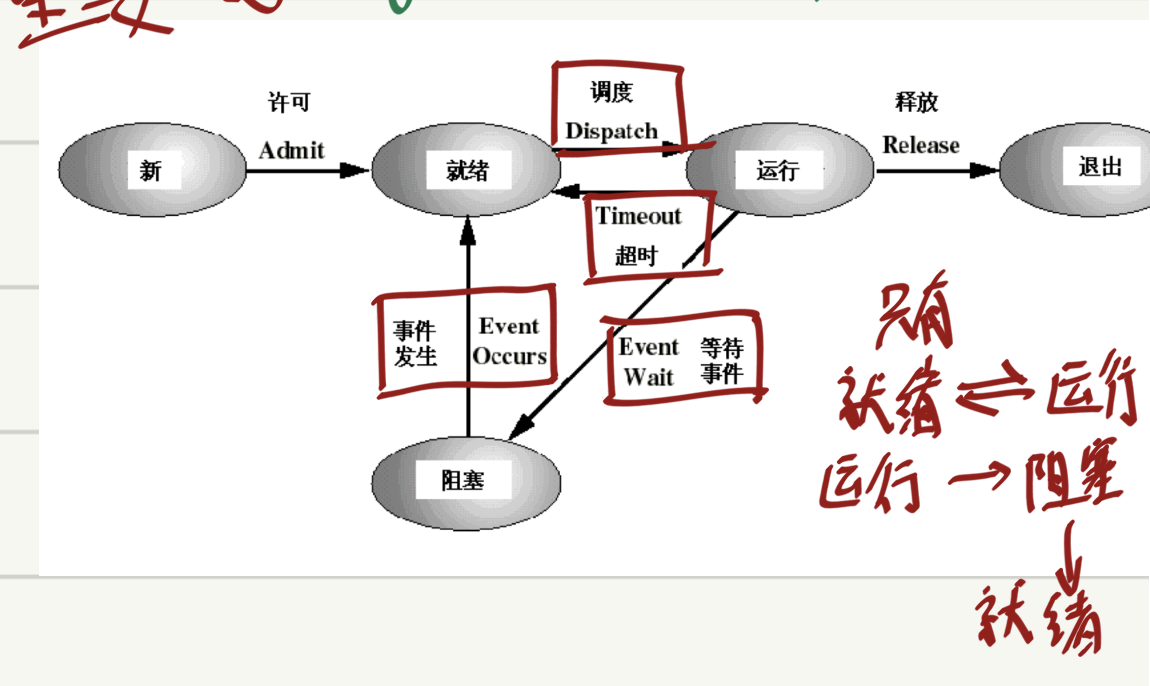 许可
Admit
调度
Dispatch
释放
Release
新
就绪
运行
退出
Timeout
超时
事件
发生
Event
Occurs
Event
Wait
等待
事件
阻塞
只有
就绪⇌运行
运行→阻塞
↓
就绪